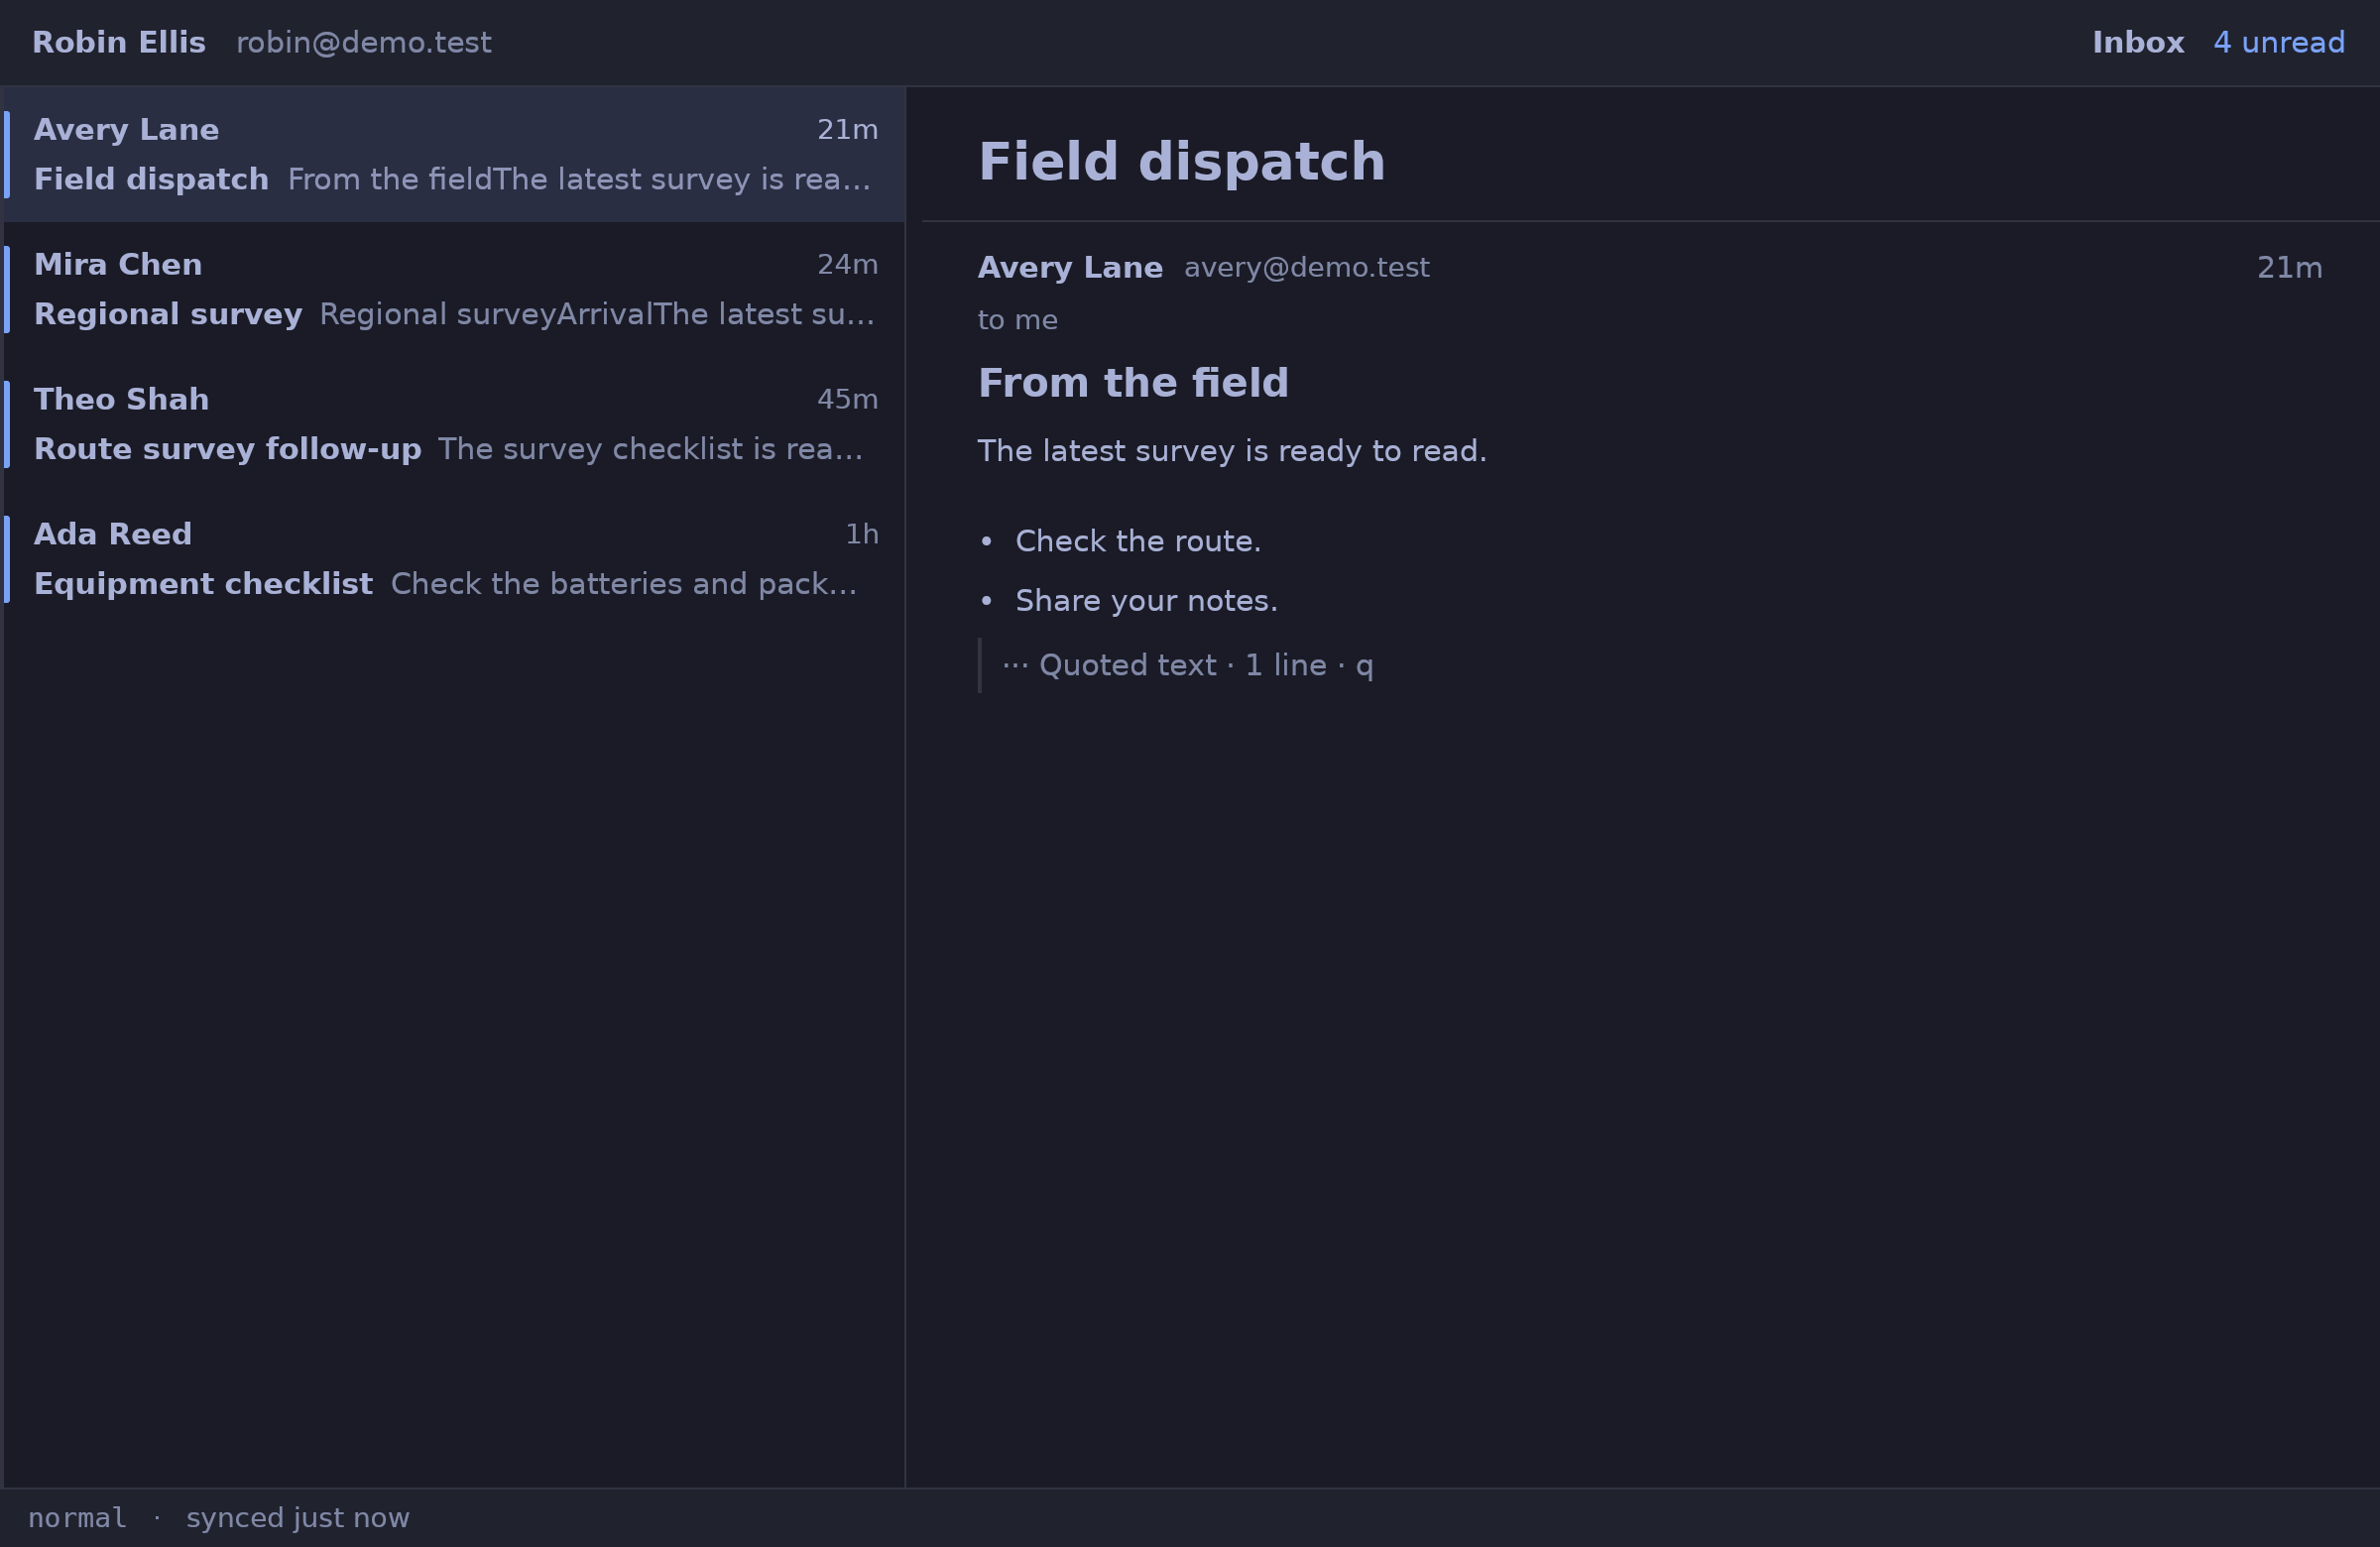 Robin Ellis robin@demo.test Inbox 4 unread
Avery Lane 21m
Field dispatch From the fieldThe latest survey is rea…
Mira Chen 24m
Regional survey Regional surveyArrivalThe latest su…
Theo Shah 45m
Route survey follow-up The survey checklist is rea…
Ada Reed 1h
Equipment checklist Check the batteries and pack…
Field dispatch
Avery Lane avery@demo.test 21m
to me
From the field
The latest survey is ready to read.
• Check the route.
• Share your notes.
··· Quoted text · 1 line · q
normal · synced just now